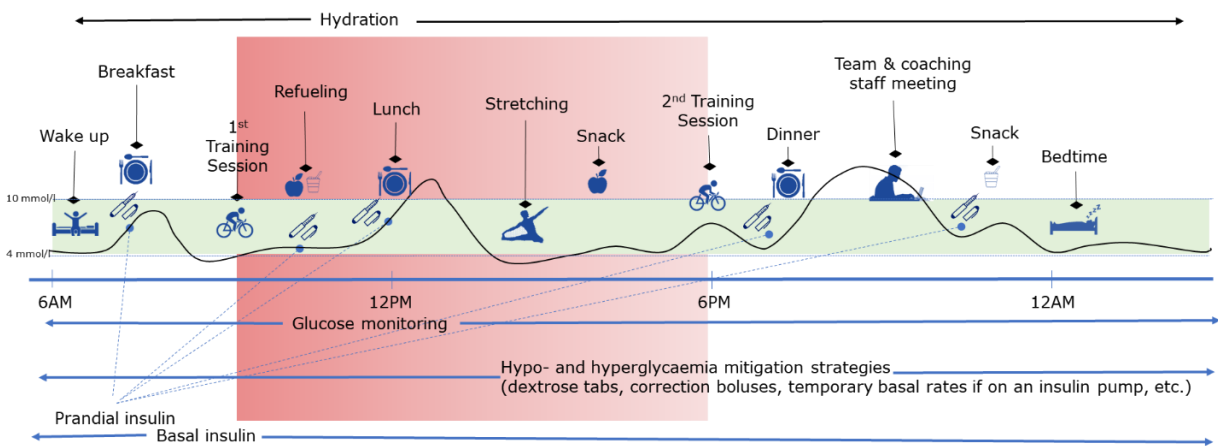 Hydration
Breakfast
Wake up
1st
Training
Session
Refueling
Lunch
Stretching
Snack
2nd Training
Session
Dinner
Team & coaching
staff meeting
Snack
Bedtime
10 mmol/l
4 mmol/l
6AM
12PM
6PM
12AM
Glucose monitoring
Hypo- and hyperglycaemia mitigation strategies
(dextrose tabs, correction boluses, temporary basal rates if on an insulin pump, etc.)
Prandial insulin
Basal insulin